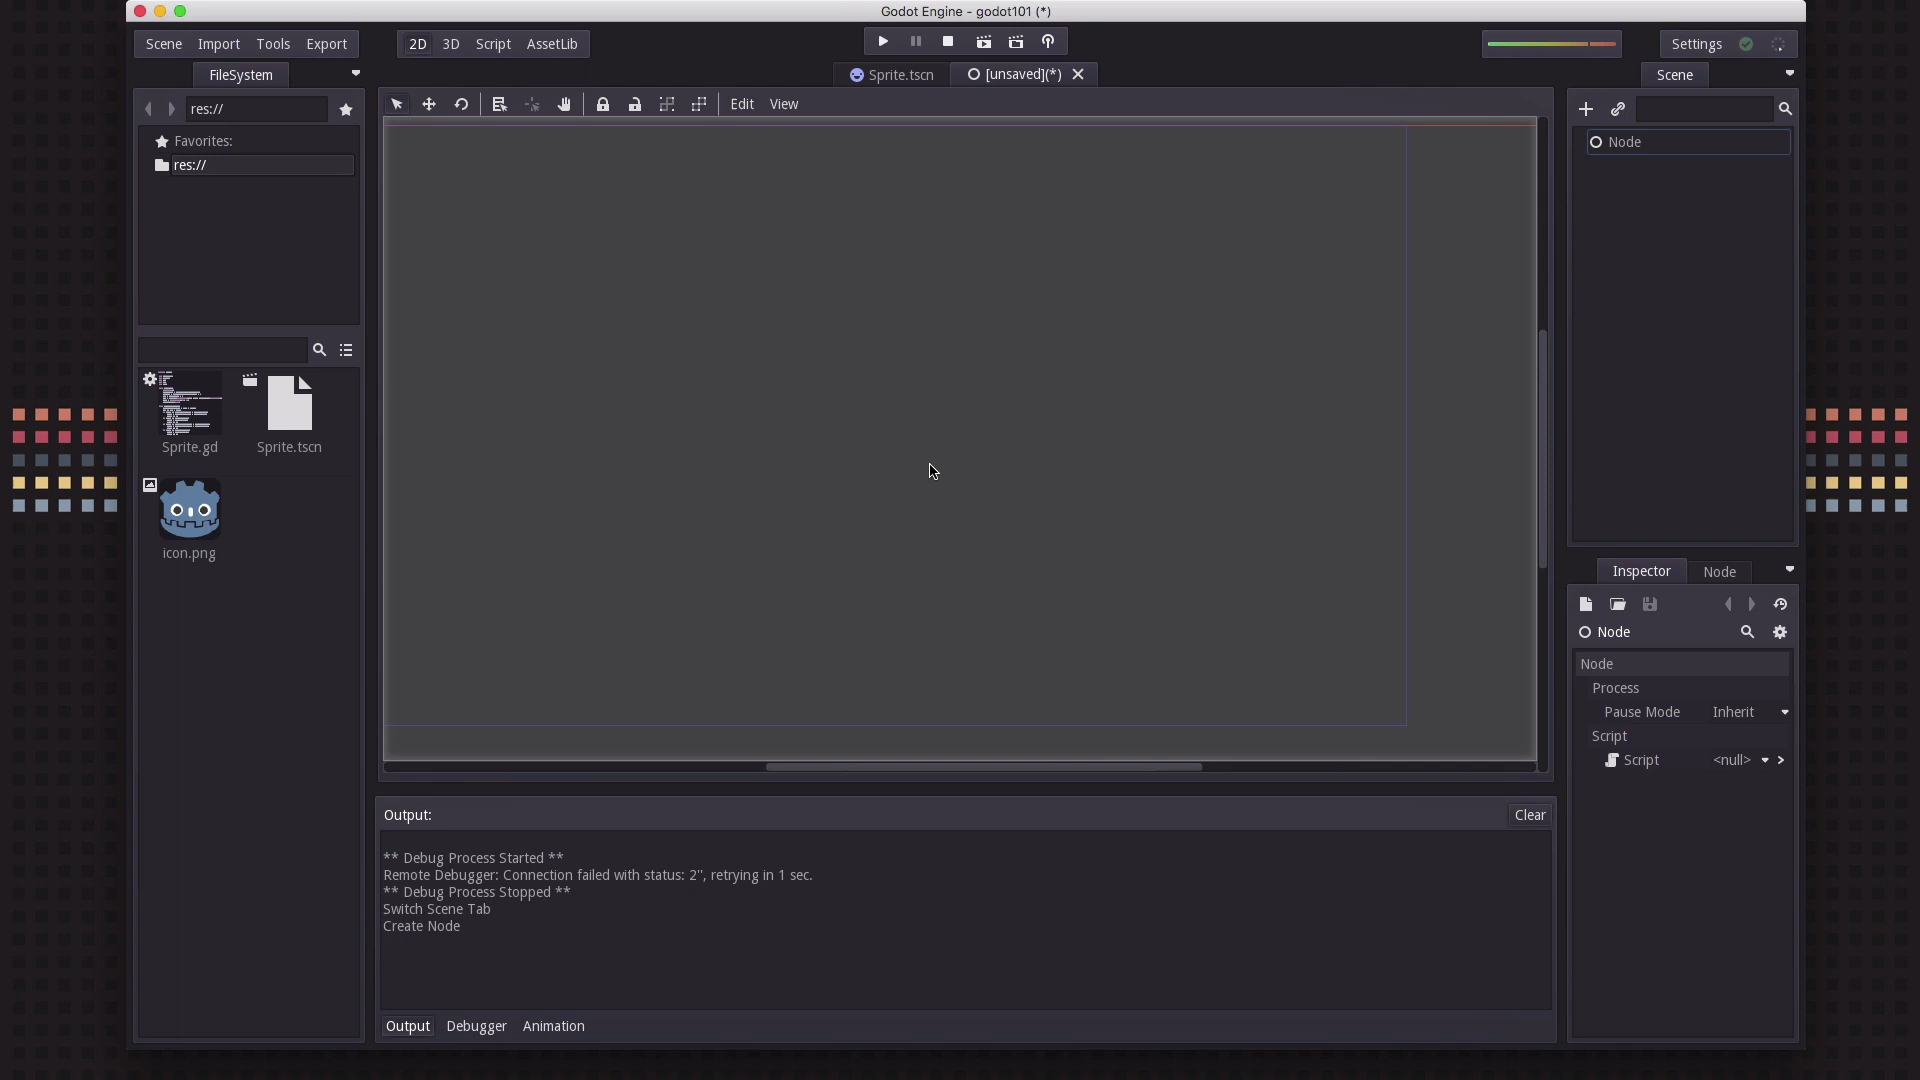 Godot Engine - godot101 (*)
Scene Import Tools Export
2D 3D Script AssetLib
Settings
FileSystem
Sprite.tscn
[unsaved](*)
Scene
res://
Edit View
Favorites:
res://
Node
Sprite.gd
Sprite.tscn
icon.png
Inspector
Node
Node
Node
Process
Pause Mode Inherit
Script
Script <null>
Output:
Clear
** Debug Process Started **
Remote Debugger: Connection failed with status: 2'', retrying in 1 sec.
** Debug Process Stopped **
Switch Scene Tab
Create Node
Output Debugger Animation